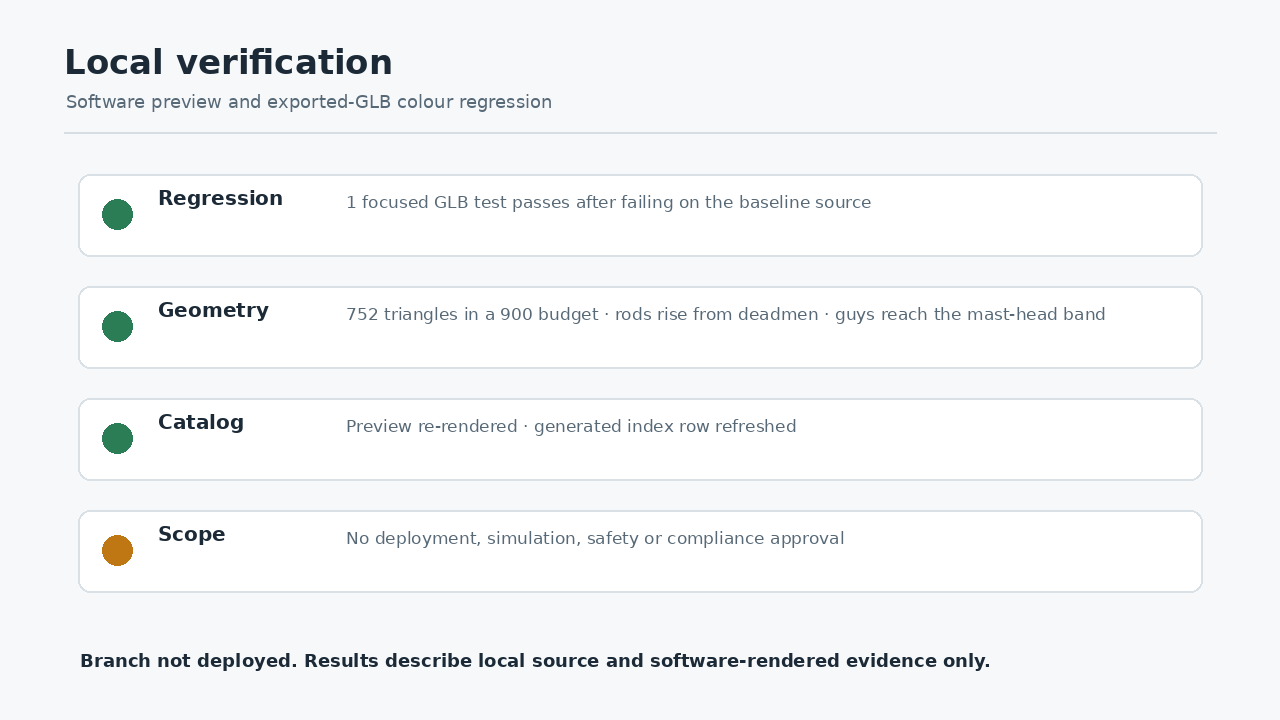 Local verification
Software preview and exported-GLB colour regression
Regression
1 focused GLB test passes after failing on the baseline source
Geometry
752 triangles in a 900 budget · rods rise from deadmen · guys reach the mast-head band
Catalog
Preview re-rendered · generated index row refreshed
Scope
No deployment, simulation, safety or compliance approval
Branch not deployed. Results describe local source and software-rendered evidence only.